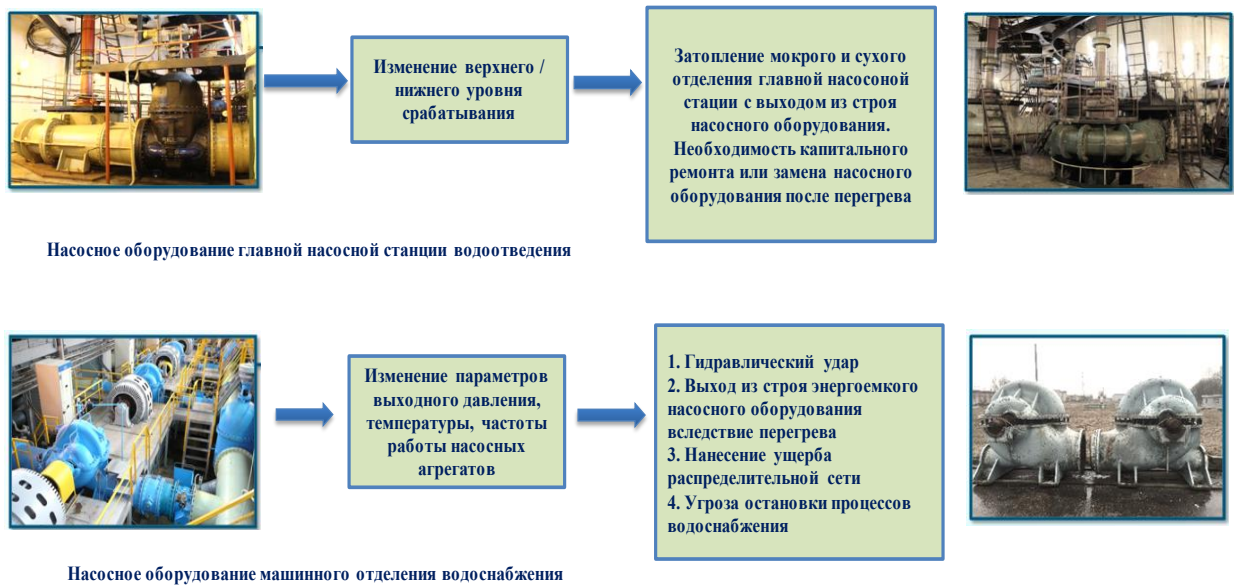 Изменение верхнего /
нижнего уровня
срабатывания
Затопление мокрого и сухого
отделения главной насосоной
стации с выходом из строя
насосного оборудования.
Необходимость капитального
ремонта или замена насосного
оборудования после перегрева
Насосное оборудование главной насосной станции водоотведения
Изменение параметров
выходного давления,
температуры, частоты
работы насосных
агрегатов
1. Гидравлический удар
2. Выход из строя энергоемкого
насосного оборудования
вследствие перегрева
3. Нанесение ущерба
распределительной сети
4. Угроза остановки процессов
водоснабжения
Насосное оборудование машинного отделения водоснабжения